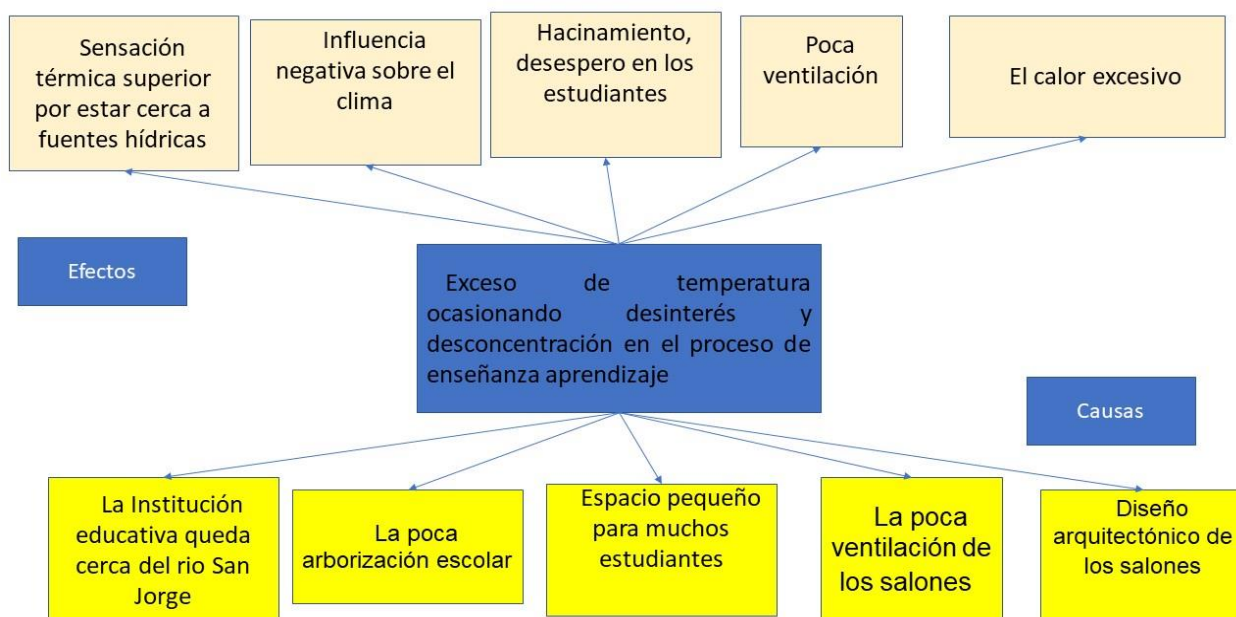 Sensación
térmica superior
por estar cerca a
fuentes hídricas
Influencia
negativa sobre el
clima
Hacinamiento,
desespero en los
estudiantes
Poca
ventilación
El calor excesivo
Efectos
Exceso de temperatura
ocasionando desinterés y
desconcentración en el proceso de
enseñanza aprendizaje
Causas
La Institución
educativa queda
cerca del rio San
Jorge
La poca
arborización escolar
Espacio pequeño
para muchos
estudiantes
La poca
ventilación de
los salones
Diseño
arquitectónico de
los salones